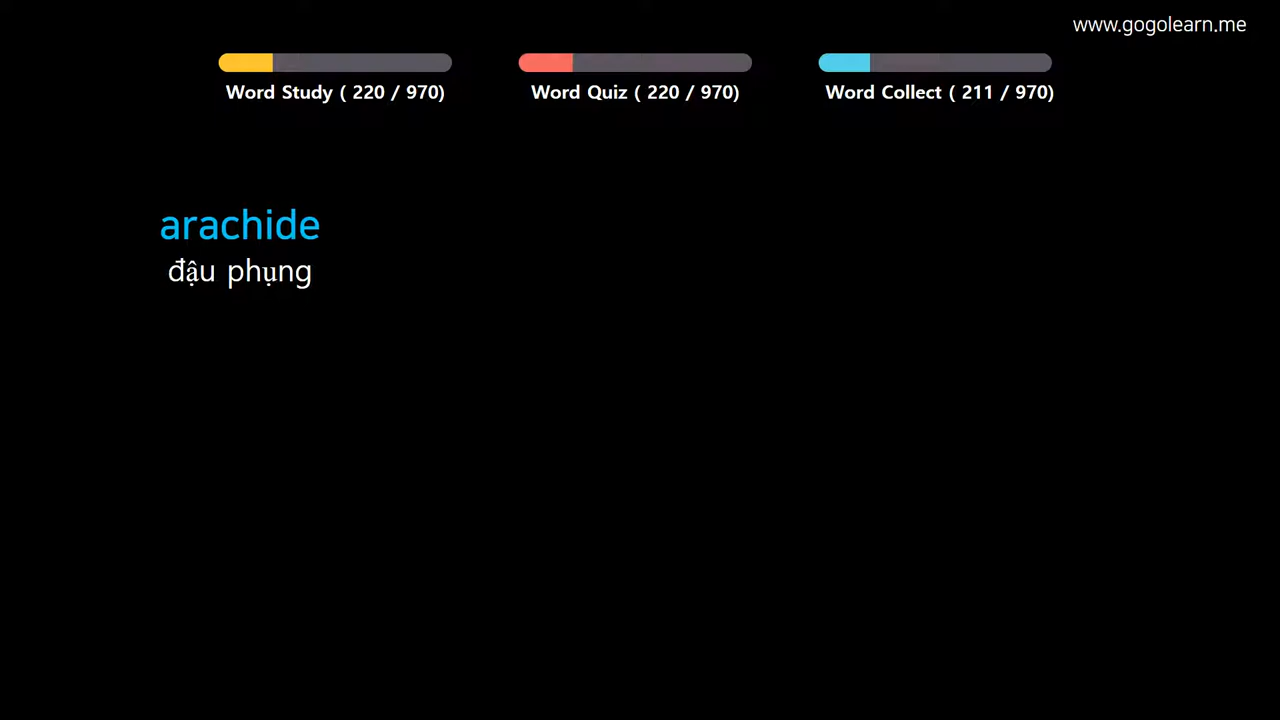 www.gogolearn.me
Word Study ( 220 / 970)
Word Quiz ( 220 / 970)
Word Collect ( 211 / 970)
arachide
đậu phụng